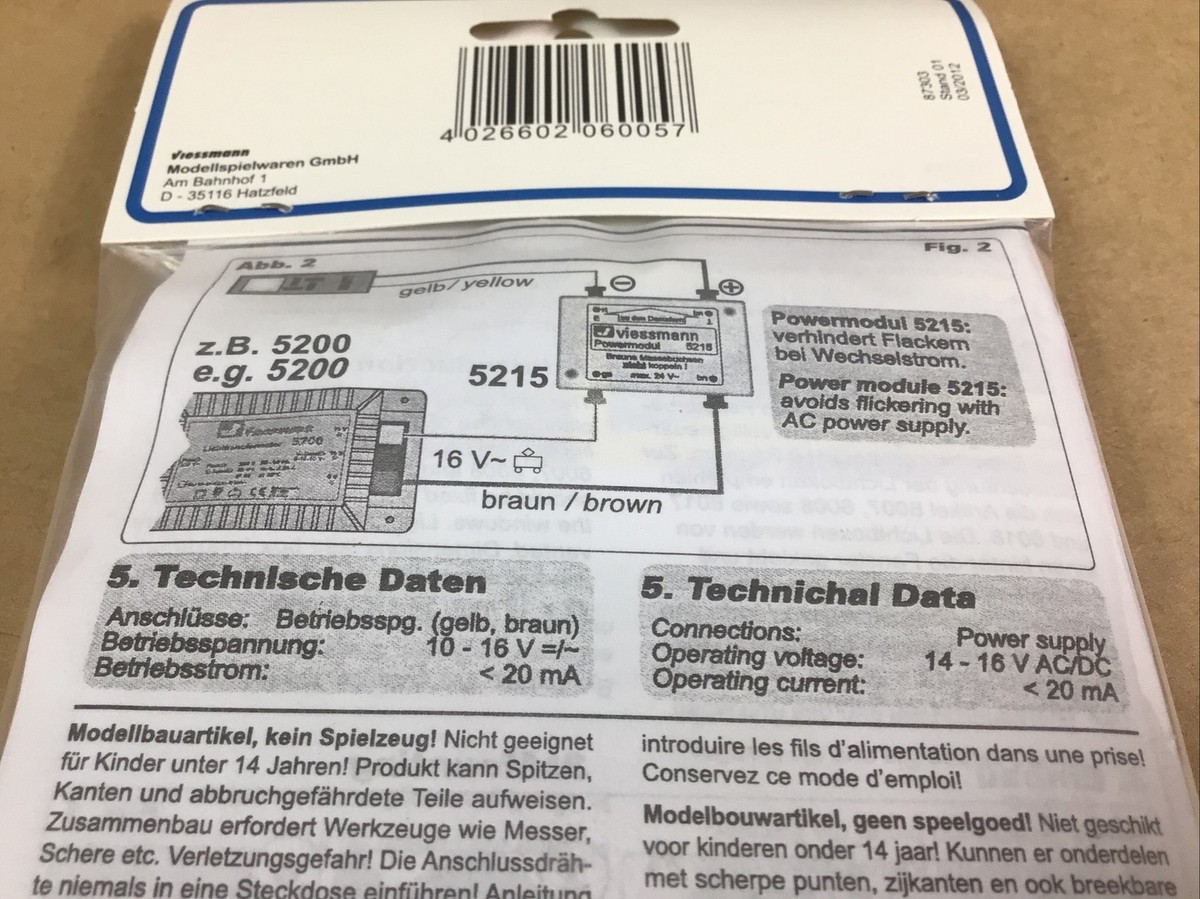 4 026602 060057
87303
Stand 01
03/2012
Viessmann
Modellspielwaren GmbH
Am Bahnhof 1
D - 35116 Hatzfeld
Abb. 2
Fig. 2
gelb / yellow
z.B. 5200
e.g. 5200
5215
viessmann
Powermodul 5215
Braune Massebuchsen
nicht koppeln !
max. 24 V~
Powermodul 5215:
verhindert Flackern
bei Wechselstrom.
Power module 5215:
avoids flickering with
AC power supply.
16 V~
braun / brown
5. Technische Daten
Anschlüsse: Betriebsspg. (gelb, braun)
Betriebsspannung: 10 - 16 V =/~
Betriebsstrom: < 20 mA
5. Technichal Data
Connections: Power supply
Operating voltage: 14 - 16 V AC/DC
Operating current: < 20 mA
Modellbauartikel, kein Spielzeug! Nicht geeignet
für Kinder unter 14 Jahren! Produkt kann Spitzen,
Kanten und abbruchgefährdete Teile aufweisen.
Zusammenbau erfordert Werkzeuge wie Messer,
Schere etc. Verletzungsgefahr! Die Anschlussdräh-
te niemals in eine Steckdose einführen! Anleitung
introduire les fils d'alimentation dans une prise!
Conservez ce mode d'emploi!
Modelbouwartikel, geen speelgoed! Niet geschikt
voor kinderen onder 14 jaar! Kunnen er onderdelen
met scherpe punten, zijkanten en ook breekbare